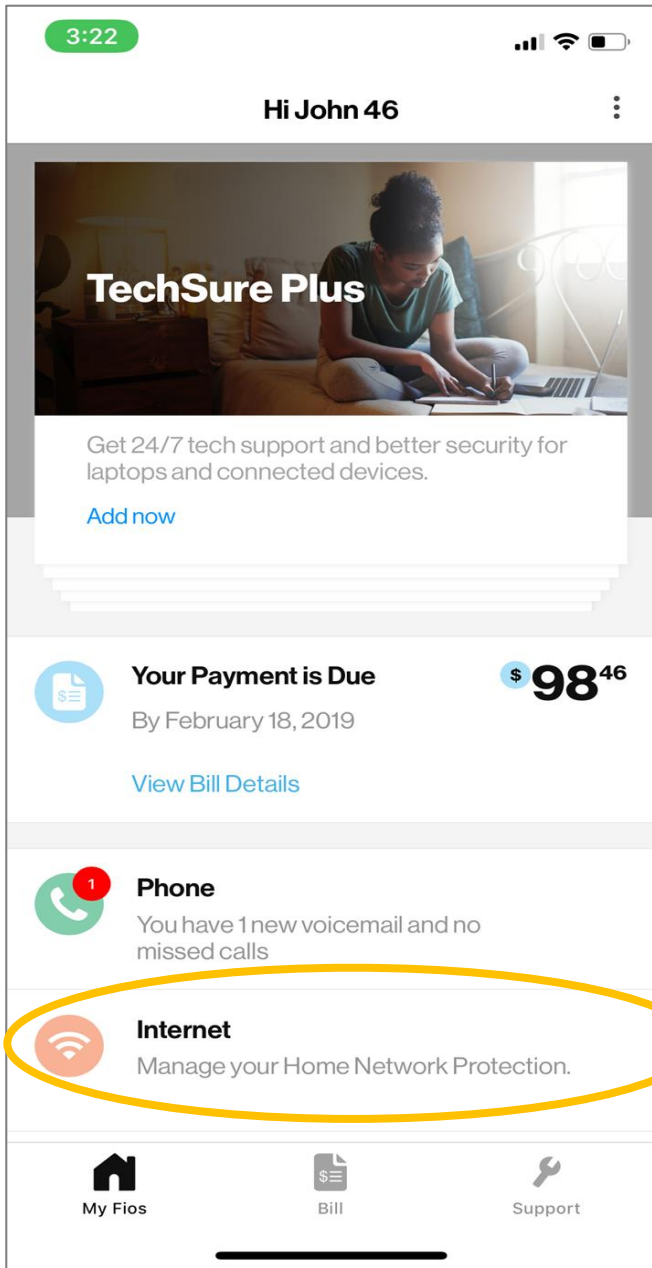 3:22
Hi John 46
TechSure Plus
Get 24/7 tech support and better security for
laptops and connected devices.
Add now
Your Payment is Due
$98 46
By February 18, 2019
View Bill Details
1
Phone
You have 1 new voicemail and no
missed calls
Internet
Manage your Home Network Protection.
My Fios
Bill
Support